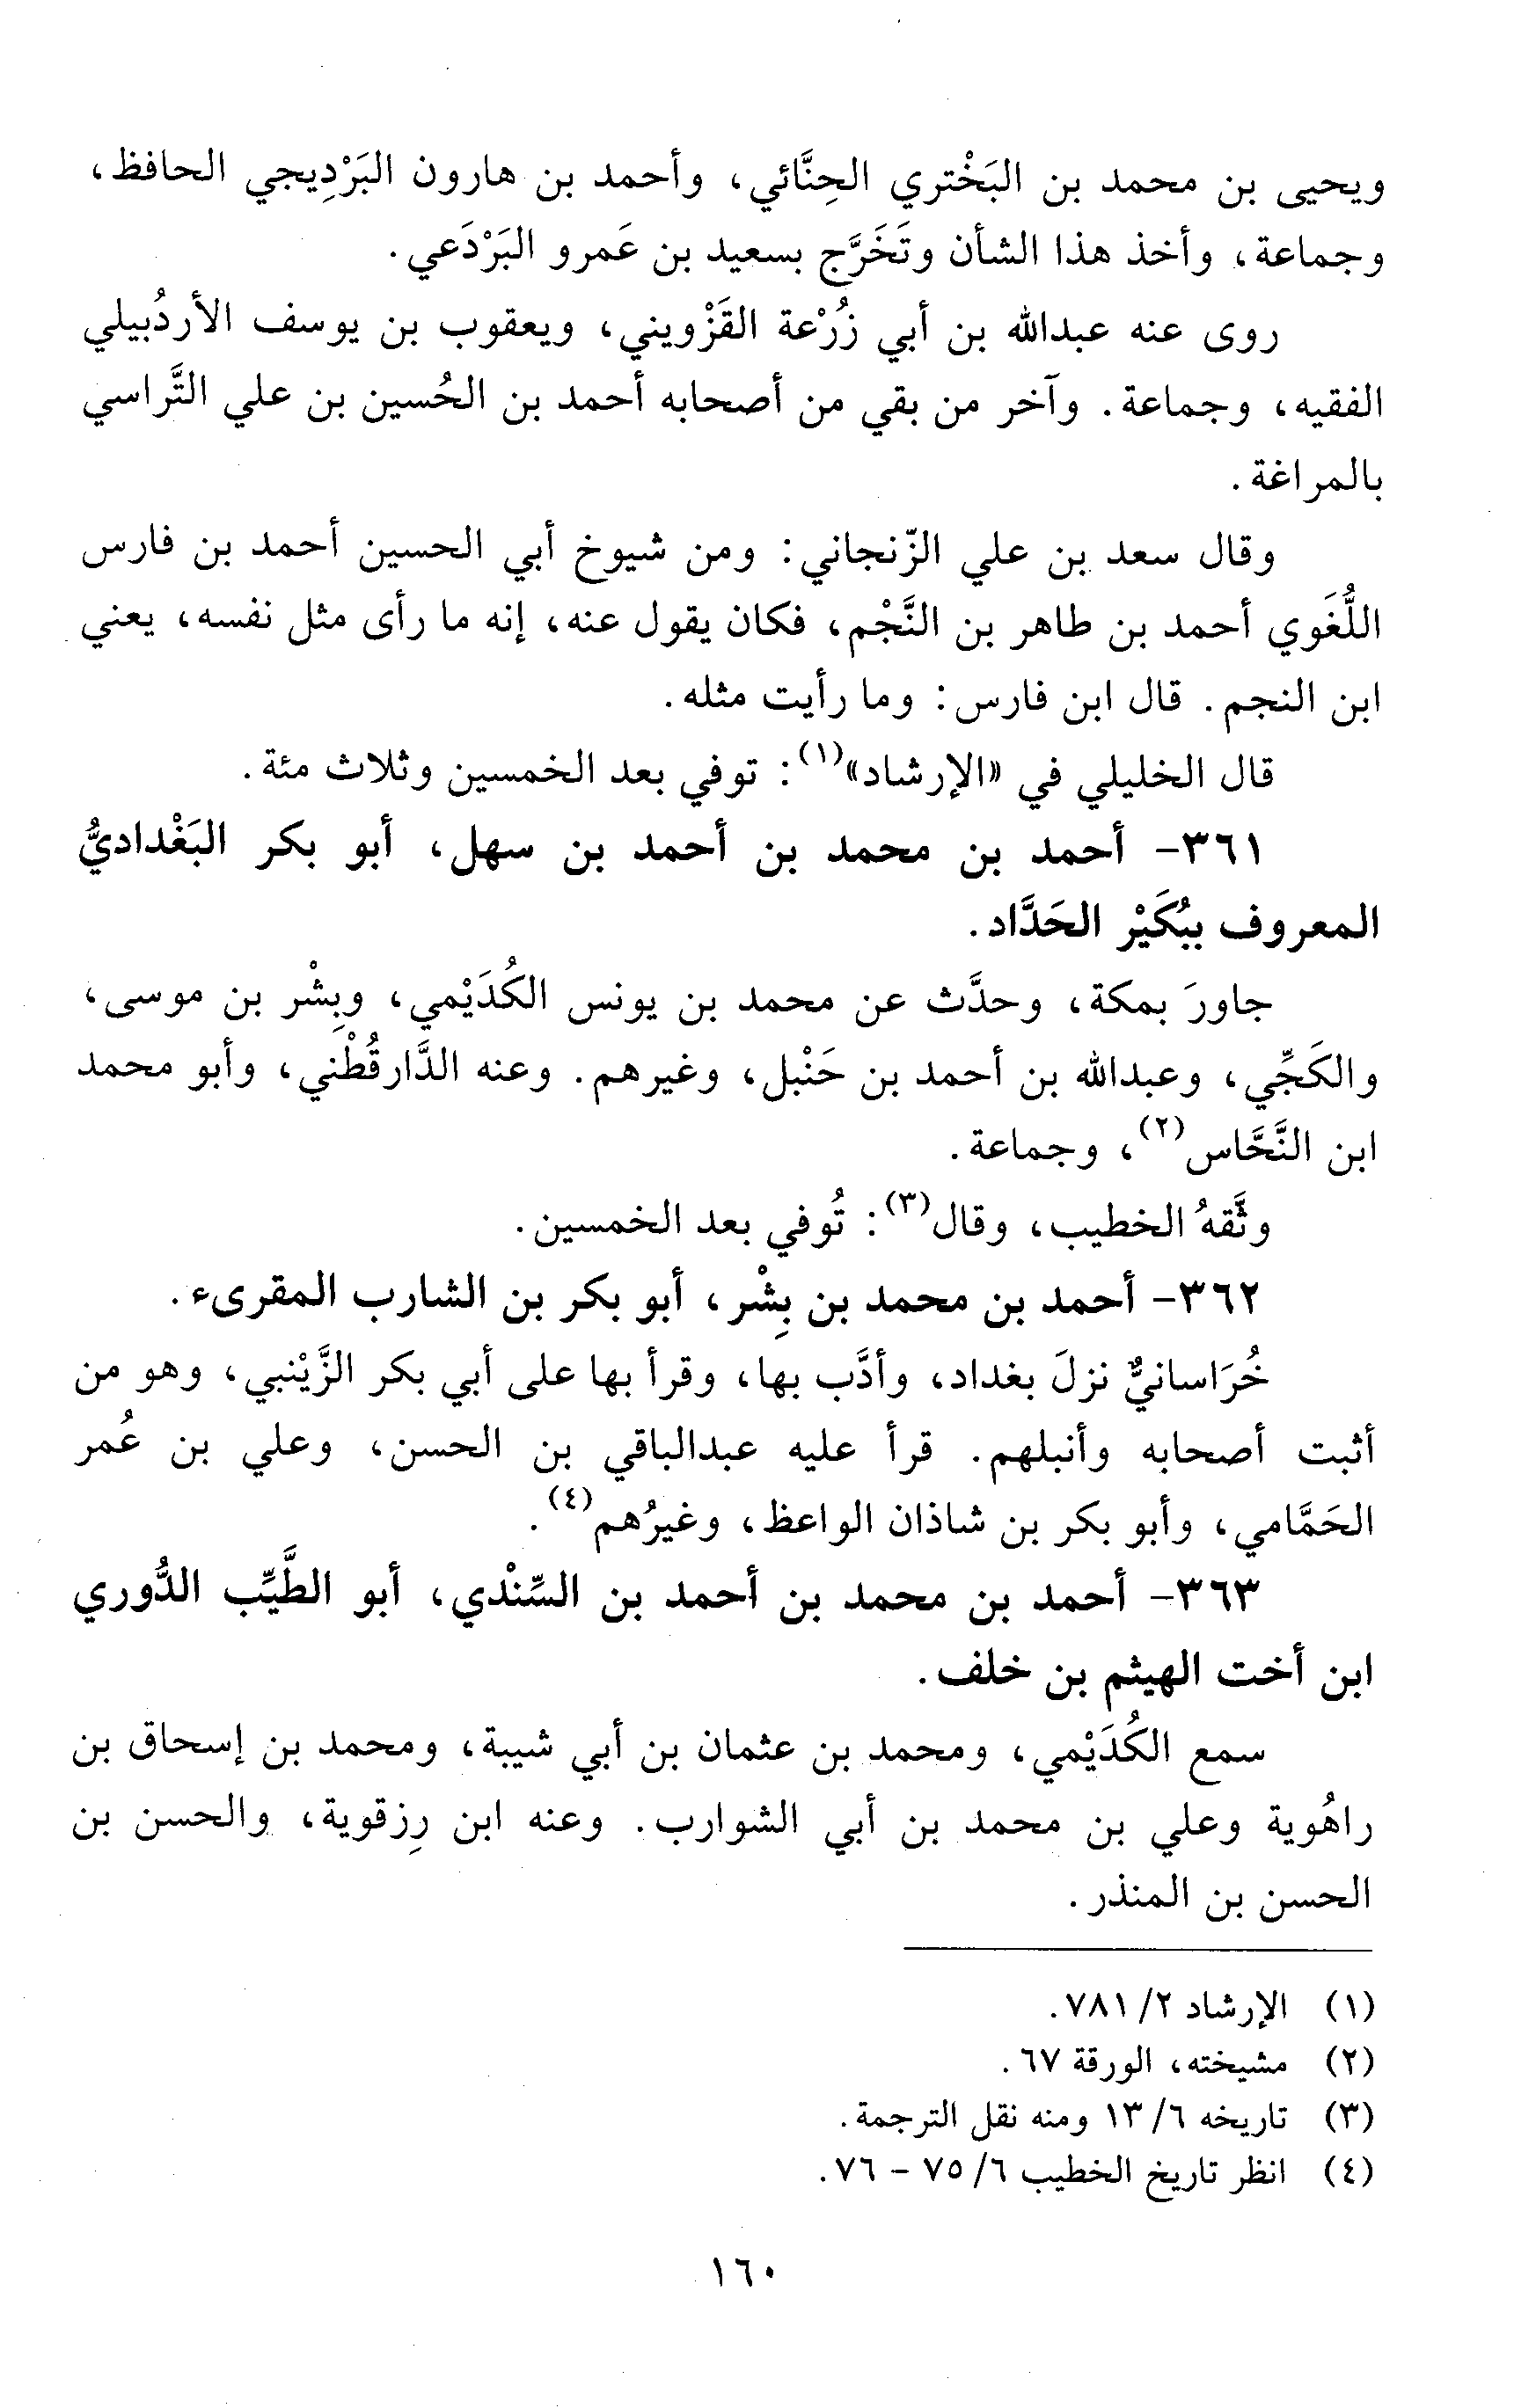 ويحيى بن محمد بن البَخْتري الحِنَّائي، وأحمد بن هارون البَرْدِيجي الحافظ،
وجماعة، وأخذ هذا الشأن وتَخَرَّج بسعيد بن عَمرو البَرْدَعي.
روى عنه عبدالله بن أبي زُرْعة القَزْويني، ويعقوب بن يوسف الأردُبيلي
الفقيه، وجماعة. وآخر من بقي من أصحابه أحمد بن الحُسين بن علي التَّراسي
بالمراغة.
وقال سعد بن علي الزّنجاني: ومن شيوخ أبي الحسين أحمد بن فارس
اللُّغَوي أحمد بن طاهر بن النَّجْم، فكان يقول عنه، إنه ما رأى مثل نفسه، يعني
ابن النجم. قال ابن فارس: وما رأيت مثله.
قال الخليلي في «الإرشاد»(١): توفي بعد الخمسين وثلاث مئة.
٣٦١- أحمد بن محمد بن أحمد بن سهل، أبو بكر البَغْداديُّ
المعروف ببُكَيْر الحَدَّاد.
جاورَ بمكة، وحدَّث عن محمد بن يونس الكُدَيْمي، وبِشْر بن موسى،
والكَجِّي، وعبدالله بن أحمد بن حَنْبل، وغيرهم. وعنه الدَّارقُطْني، وأبو محمد
ابن النَّحَّاس(٢)، وجماعة.
وثَّقهُ الخطيب، وقال(٣): تُوفي بعد الخمسين.
٣٦٢- أحمد بن محمد بن بِشْر، أبو بكر بن الشارب المقرىء.
خُرَاسانيٌّ نزلَ بغداد، وأدَّب بها، وقرأ بها على أبي بكر الزَّيْنبي، وهو من
أثبت أصحابه وأنبلهم. قرأ عليه عبدالباقي بن الحسن، وعلي بن عُمر
الحَمَّامي، وأبو بكر بن شاذان الواعظ، وغيرُهم(٤).
٣٦٣- أحمد بن محمد بن أحمد بن السِّنْدي، أبو الطَّيِّب الدُّوري
ابن أخت الهيثم بن خلف.
سمع الكُدَيْمي، ومحمد بن عثمان بن أبي شيبة، ومحمد بن إسحاق بن
راهُوية وعلي بن محمد بن أبي الشوارب. وعنه ابن رِزقوية، والحسن بن
الحسن بن المنذر.
(١) الإرشاد ٢/ ٧٨١.
(٢) مشيخته، الورقة ٦٧.
(٣) تاريخه ٦/ ١٣ ومنه نقل الترجمة.
(٤) انظر تاريخ الخطيب ٦/ ٧٥ - ٧٦.
١٦٠